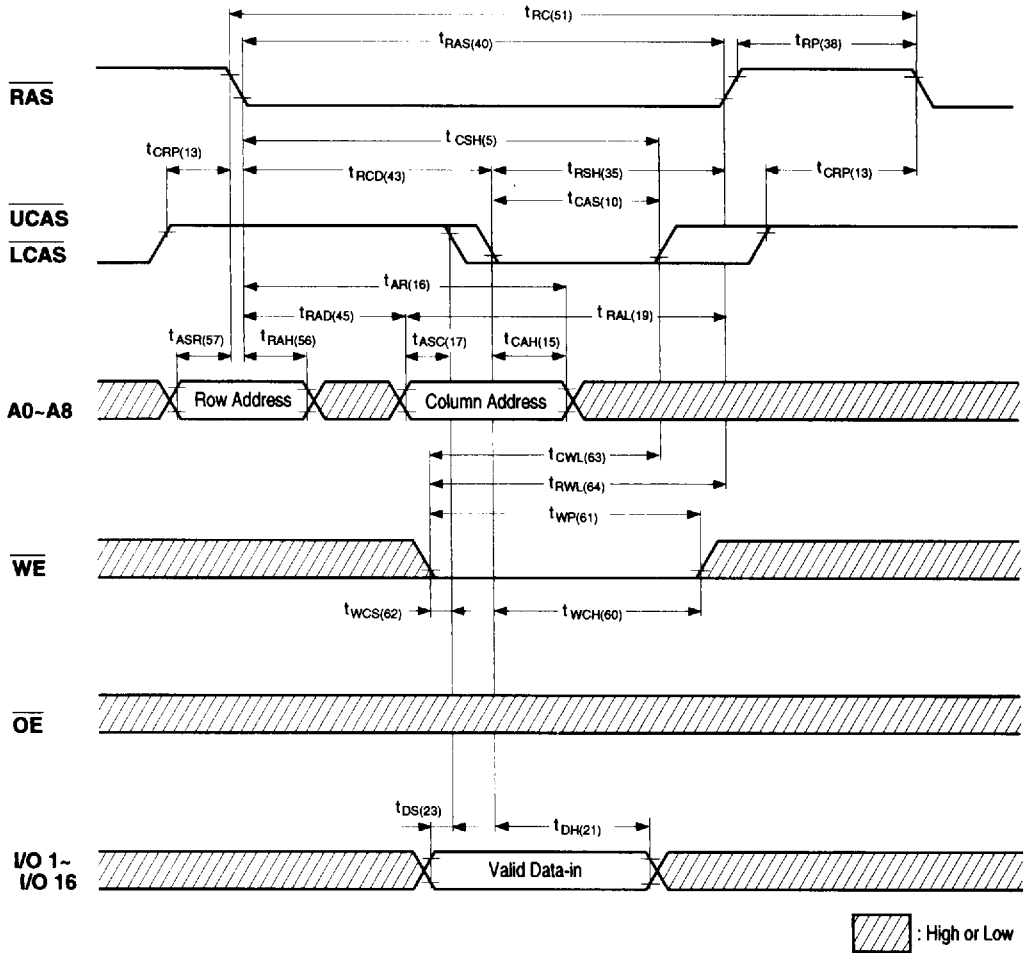 tRC(51)
tRAS(40)
tRP(38)
RAS
tCSH(5)
tCRP(13)
tRCD(43)
tRSH(35)
tCRP(13)
tCAS(10)
UCAS
LCAS
tAR(16)
tRAD(45)
tRAL(19)
tASR(57)
tRAH(56)
tASC(17)
tCAH(15)
A0~A8
Row Address
Column Address
tCWL(63)
tRWL(64)
tWP(61)
WE
tWCS(62)
tWCH(60)
OE
tDS(23)
tDH(21)
I/O 1~
I/O 16
Valid Data-in
: High or Low